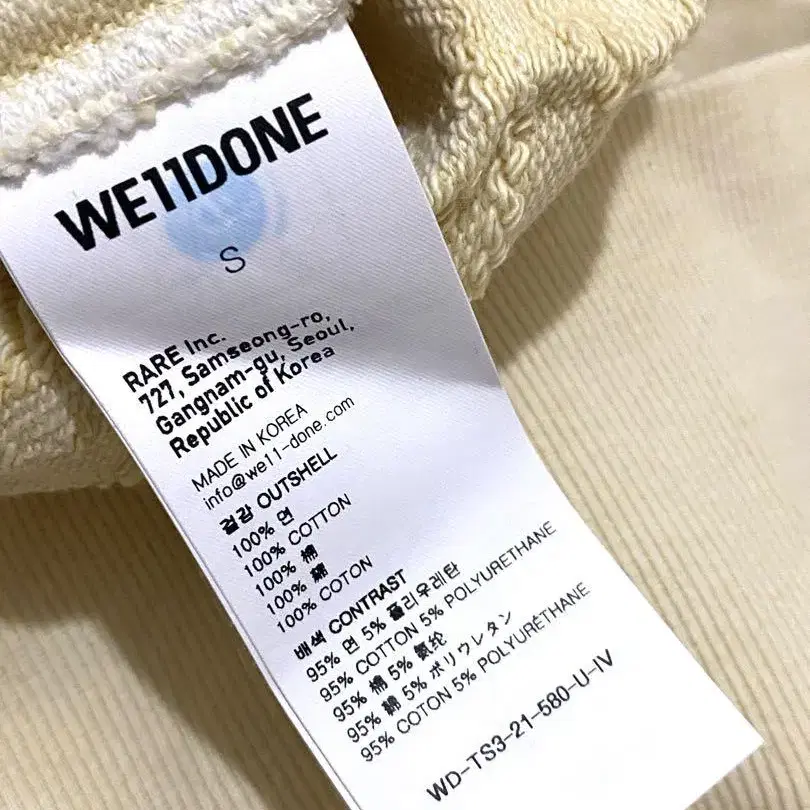 WE11DONE
S
RARE Inc.
727, Samseong-ro,
Gangnam-gu, Seoul,
Republic of Korea
MADE IN KOREA
info@we11-done.com
겉감 OUTSHELL
100% 면
100% COTTON
100% 棉
100% 綿
100% COTON
배색 CONTRAST
95% 면 5% 폴리우레탄
95% COTTON 5% POLYURETHANE
95% 棉 5% 氨纶
95% 綿 5% ポリウレタン
95% COTON 5% POLYURÉTHANE
WD-TS3-21-580-U-IV